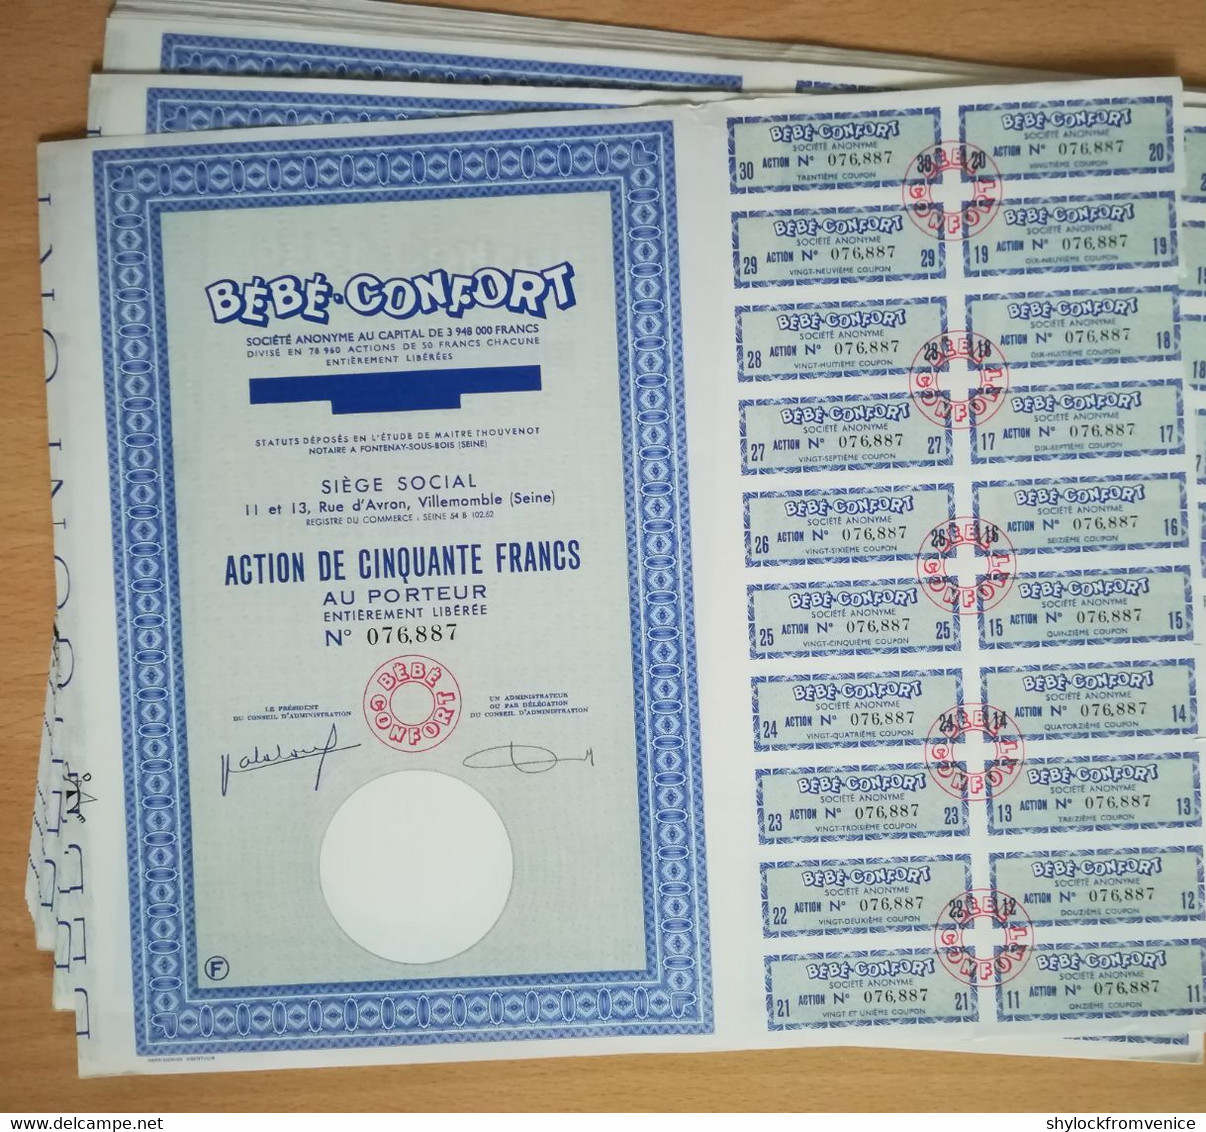 BÉBÉ-CONFORT
SOCIÉTÉ ANONYME AU CAPITAL DE 3 948 000 FRANCS
DIVISÉ EN 78 960 ACTIONS DE 50 FRANCS CHACUNE
ENTIÈREMENT LIBÉRÉES
STATUTS DÉPOSÉS EN L'ÉTUDE DE MAITRE THOUVENOT
NOTAIRE A FONTENAY-SOUS-BOIS (SEINE)
SIÈGE SOCIAL
11 et 13, Rue d'Avron, Villemomble (Seine)
REGISTRE DU COMMERCE : SEINE 54 B 102.62
ACTION DE CINQUANTE FRANCS
AU PORTEUR
ENTIÈREMENT LIBÉRÉE
N° 076,887
BÉBÉ CONFORT
LE PRÉSIDENT
DU CONSEIL D'ADMINISTRATION
UN ADMINISTRATEUR
OU PAR DÉLÉGATION
DU CONSEIL D'ADMINISTRATION
F
BÉBÉ-CONFORT
SOCIÉTÉ ANONYME
30 ACTION N° 076,887 30
TRENTIÈME COUPON
BÉBÉ-CONFORT
SOCIÉTÉ ANONYME
20 ACTION N° 076,887 20
VINGTIÈME COUPON
BÉBÉ-CONFORT
SOCIÉTÉ ANONYME
29 ACTION N° 076,887 29
VINGT-NEUVIÈME COUPON
BÉBÉ-CONFORT
SOCIÉTÉ ANONYME
19 ACTION N° 076,887 19
DIX-NEUVIÈME COUPON
BÉBÉ-CONFORT
SOCIÉTÉ ANONYME
28 ACTION N° 076,887 28
VINGT-HUITIÈME COUPON
BÉBÉ-CONFORT
SOCIÉTÉ ANONYME
18 ACTION N° 076,887 18
DIX-HUITIÈME COUPON
BÉBÉ-CONFORT
SOCIÉTÉ ANONYME
27 ACTION N° 076,887 27
VINGT-SEPTIÈME COUPON
BÉBÉ-CONFORT
SOCIÉTÉ ANONYME
17 ACTION N° 076,887 17
DIX-SEPTIÈME COUPON
BÉBÉ-CONFORT
SOCIÉTÉ ANONYME
26 ACTION N° 076,887 26
VINGT-SIXIÈME COUPON
BÉBÉ-CONFORT
SOCIÉTÉ ANONYME
16 ACTION N° 076,887 16
SEIZIÈME COUPON
BÉBÉ-CONFORT
SOCIÉTÉ ANONYME
25 ACTION N° 076,887 25
VINGT-CINQUIÈME COUPON
BÉBÉ-CONFORT
SOCIÉTÉ ANONYME
15 ACTION N° 076,887 15
QUINZIÈME COUPON
BÉBÉ-CONFORT
SOCIÉTÉ ANONYME
24 ACTION N° 076,887 24
VINGT-QUATRIÈME COUPON
BÉBÉ-CONFORT
SOCIÉTÉ ANONYME
14 ACTION N° 076,887 14
QUATORZIÈME COUPON
BÉBÉ-CONFORT
SOCIÉTÉ ANONYME
23 ACTION N° 076,887 23
VINGT-TROISIÈME COUPON
BÉBÉ-CONFORT
SOCIÉTÉ ANONYME
13 ACTION N° 076,887 13
TREIZIÈME COUPON
BÉBÉ-CONFORT
SOCIÉTÉ ANONYME
22 ACTION N° 076,887 22
VINGT-DEUXIÈME COUPON
BÉBÉ-CONFORT
SOCIÉTÉ ANONYME
12 ACTION N° 076,887 12
DOUZIÈME COUPON
BÉBÉ-CONFORT
SOCIÉTÉ ANONYME
21 ACTION N° 076,887 21
VINGT ET UNIÈME COUPON
BÉBÉ-CONFORT
SOCIÉTÉ ANONYME
11 ACTION N° 076,887 11
ONZIÈME COUPON
delcampe.net
shylockfromvenice